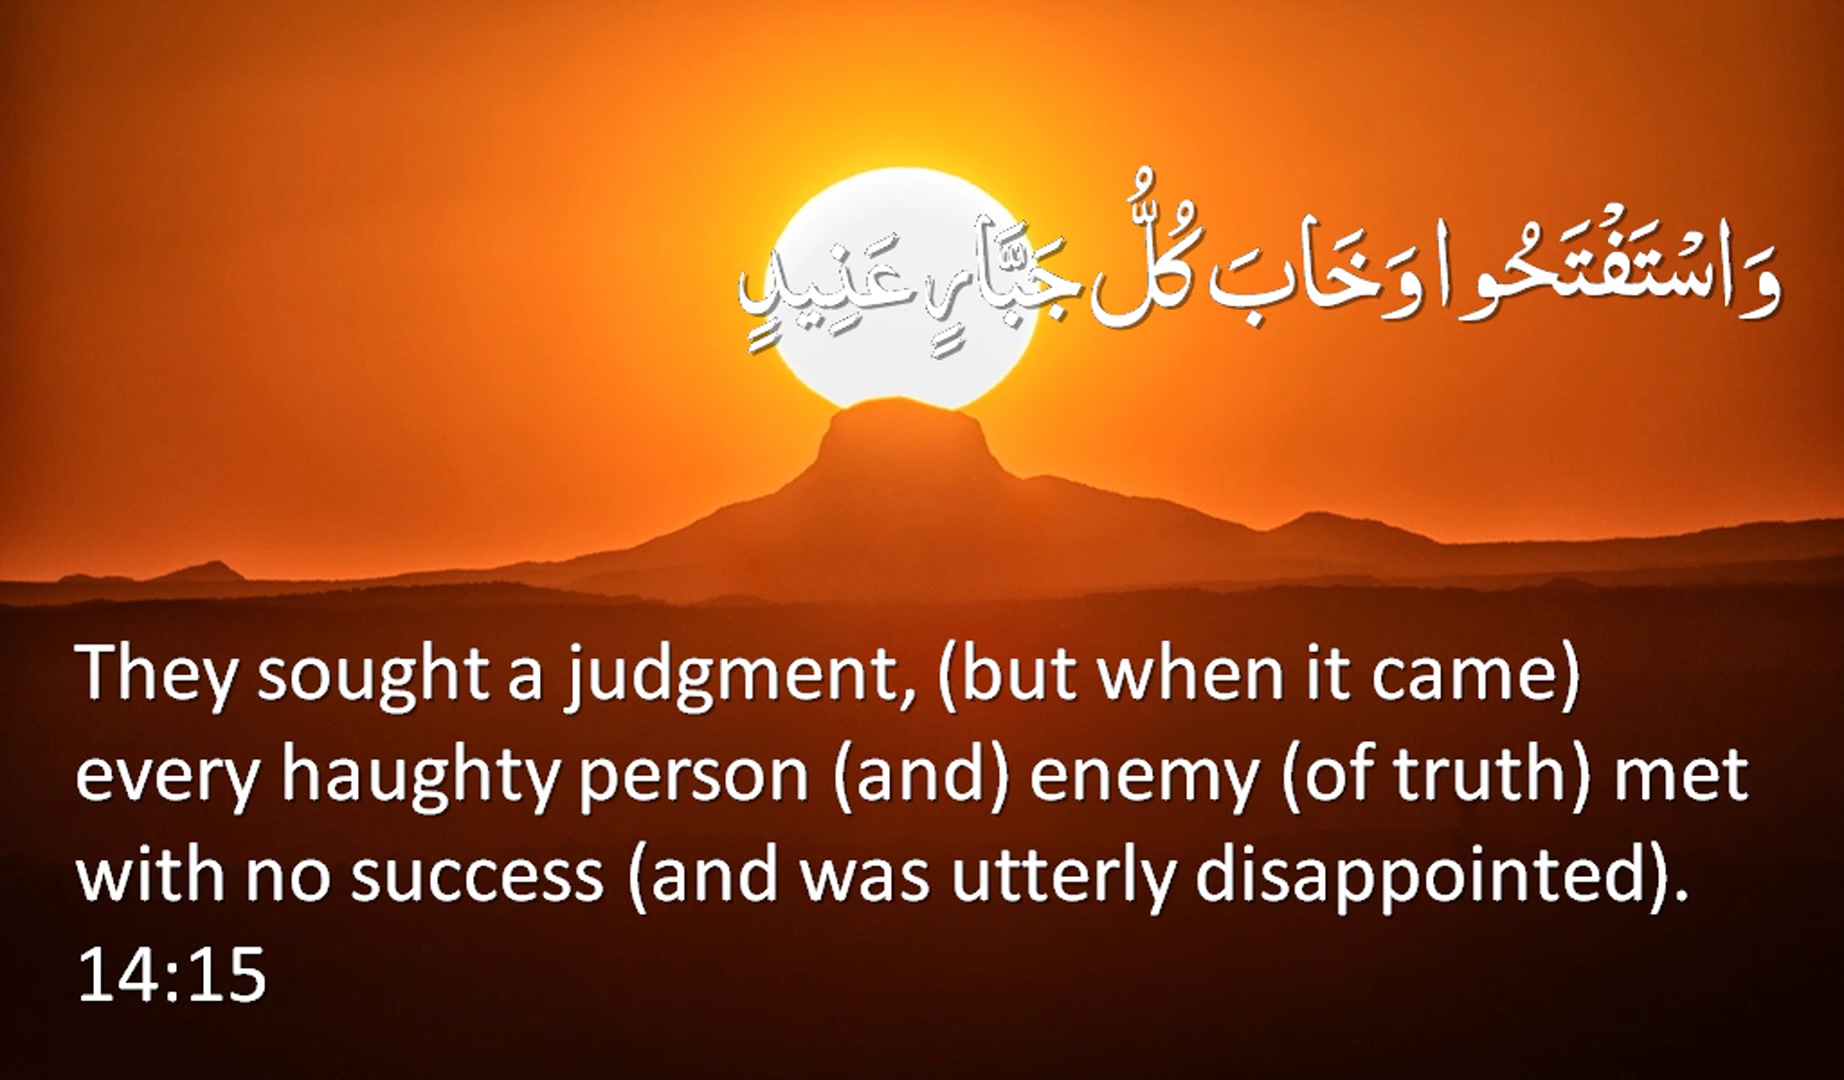 وَاسْتَفْتَحُوا وَخَابَ كُلُّ جَبَّارٍ عَنِيدٍ
They sought a judgment, (but when it came)
every haughty person (and) enemy (of truth) met
with no success (and was utterly disappointed).
14:15